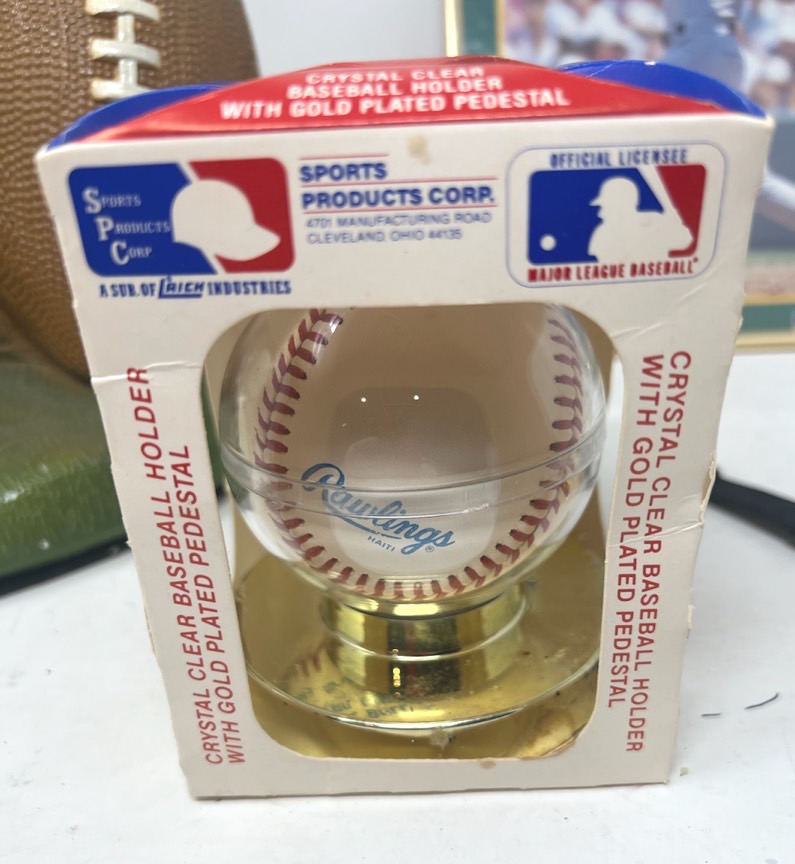 CRYSTAL CLEAR
BASEBALL HOLDER
WITH GOLD PLATED PEDESTAL
SPORTS
PRODUCTS
CORP
A SUB. OF LRICH INDUSTRIES
SPORTS
PRODUCTS CORP.
4701 MANUFACTURING ROAD
CLEVELAND, OHIO 44135
OFFICIAL LICENSEE
MAJOR LEAGUE BASEBALL®
CRYSTAL CLEAR BASEBALL HOLDER
WITH GOLD PLATED PEDESTAL
Rawlings®
HAITI
CRYSTAL CLEAR BASEBALL HOLDER
WITH GOLD PLATED PEDESTAL